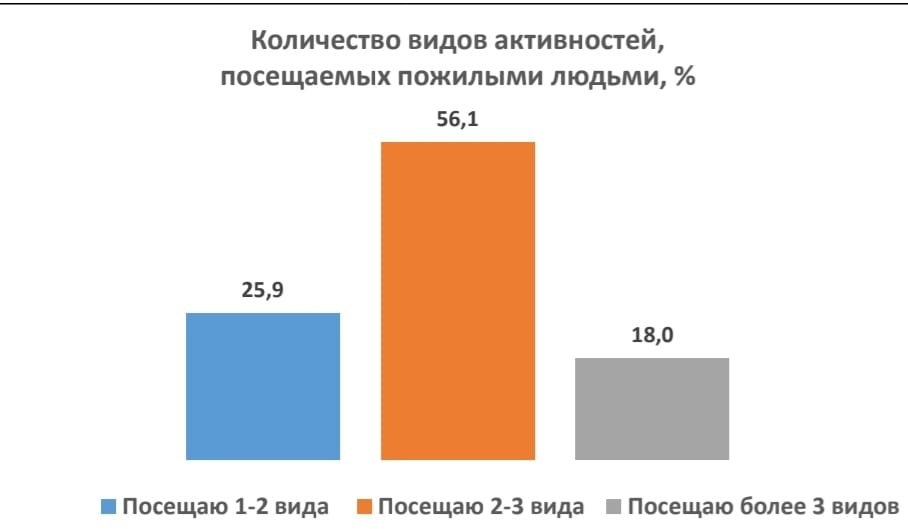 Количество видов активностей,
посещаемых пожилыми людьми, %
56,1
25,9
18,0
Посещаю 1-2 вида Посещаю 2-3 вида Посещаю более 3 видов